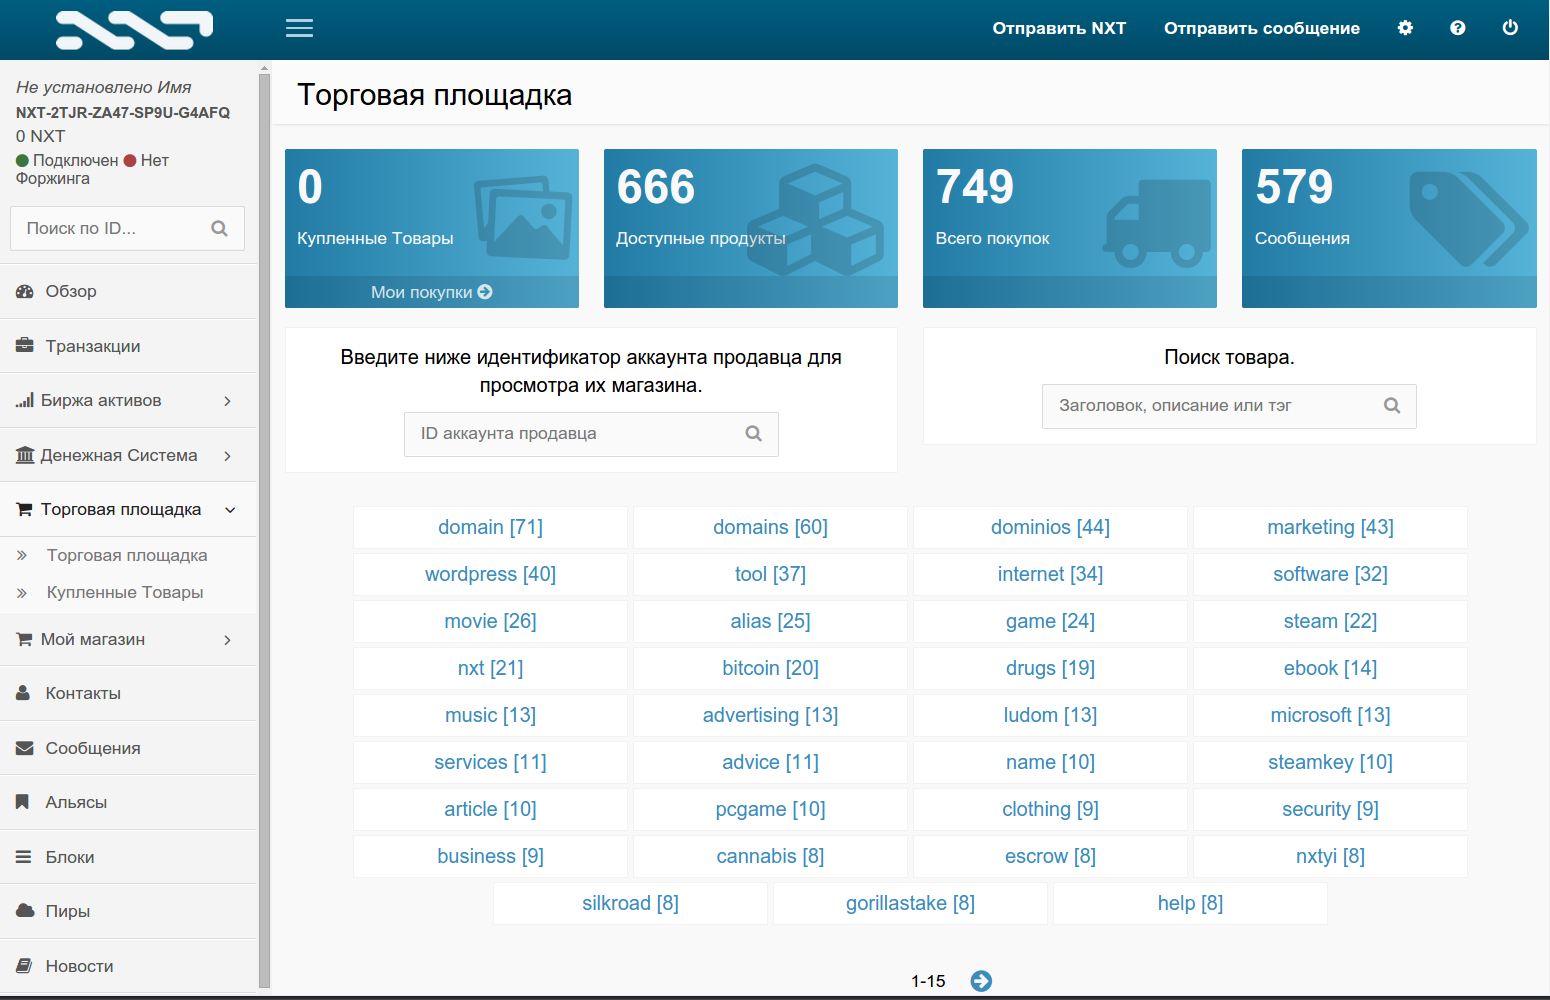 NXT
Отправить NXT
Отправить сообщение
Не установлено Имя
NXT-2TJR-ZA47-SP9U-G4AFQ
0 NXT
Подключен Нет
Форжинга
Поиск по ID...
Обзор
Транзакции
Биржа активов
Денежная Система
Торговая площадка
Торговая площадка
Купленные Товары
Мой магазин
Контакты
Сообщения
Альясы
Блоки
Пиры
Новости
Торговая площадка
0
Купленные Товары
Мои покупки
666
Доступные продукты
749
Всего покупок
579
Сообщения
Введите ниже идентификатор аккаунта продавца для
просмотра их магазина.
ID аккаунта продавца
Поиск товара.
Заголовок, описание или тэг
domain [71]
domains [60]
dominios [44]
marketing [43]
wordpress [40]
tool [37]
internet [34]
software [32]
movie [26]
alias [25]
game [24]
steam [22]
nxt [21]
bitcoin [20]
drugs [19]
ebook [14]
music [13]
advertising [13]
ludom [13]
microsoft [13]
services [11]
advice [11]
name [10]
steamkey [10]
article [10]
pcgame [10]
clothing [9]
security [9]
business [9]
cannabis [8]
escrow [8]
nxtyi [8]
silkroad [8]
gorillastake [8]
help [8]
1-15